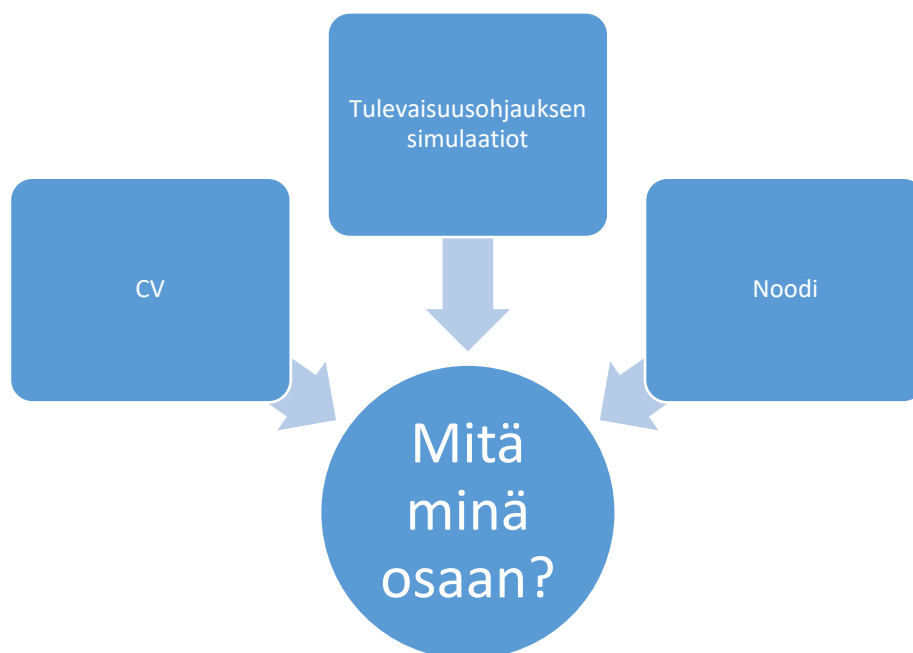 Tulevaisuusohjauksen
simulaatiot
CV
Noodi
Mitä
minä
osaan?